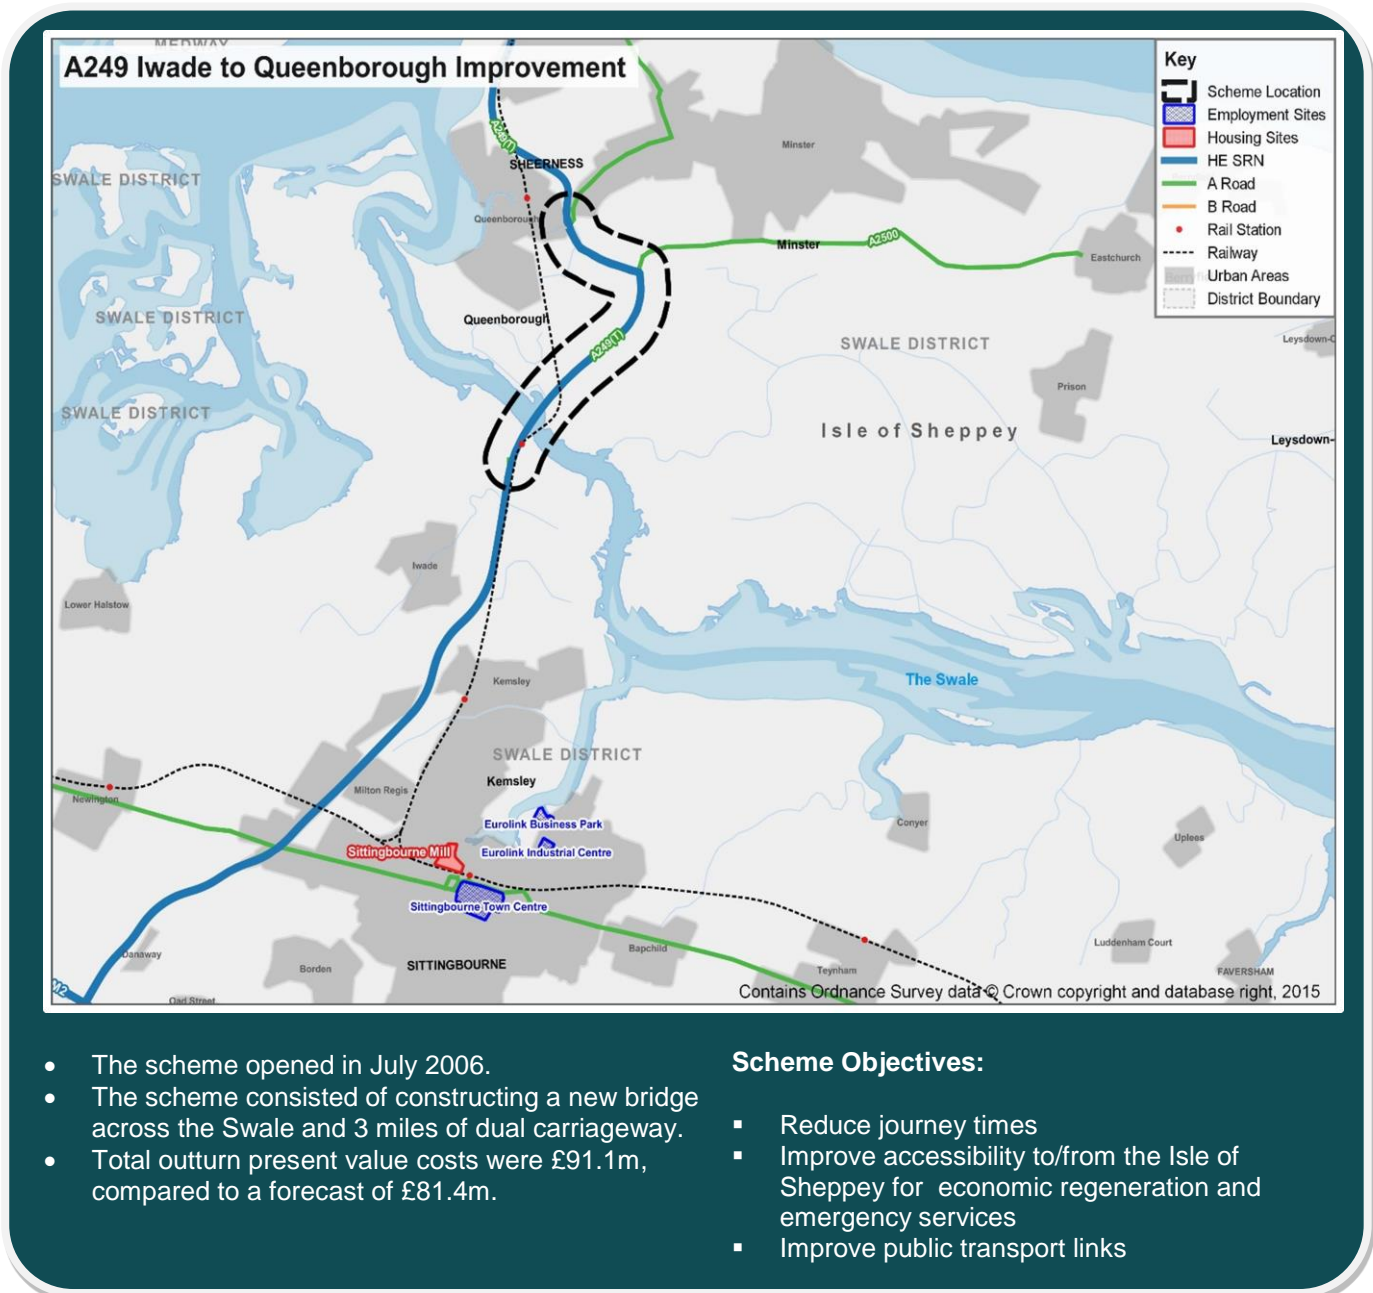 MEDWAY
A249 Iwade to Queenborough Improvement
Key
Scheme Location
Employment Sites
Housing Sites
HE SRN
A Road
B Road
Rail Station
Railway
Urban Areas
District Boundary
A249(T)
SHEERNESS
Minster
SWALE DISTRICT
Queenborough
Minster
A2500
Eastchurch
SWALE DISTRICT
Queenborough
A249(T)
SWALE DISTRICT
Leysdown-
Prison
SWALE DISTRICT
Isle of Sheppey
Leysdown-
Iwade
Lower Halstow
The Swale
Kemsley
SWALE DISTRICT
Kemsley
Milton Regis
Newington
Eurolink Business Park
Conyer
Uplees
Sittingbourne Mill
Eurolink Industrial Centre
Sittingbourne Town Centre
Danaway
Borden
SITTINGBOURNE
Bapchild
Teynham
Luddenham Court
FAVERSHAM
M2
Oad Street
Contains Ordnance Survey data © Crown copyright and database right, 2015
• The scheme opened in July 2006.
• The scheme consisted of constructing a new bridge
across the Swale and 3 miles of dual carriageway.
• Total outturn present value costs were £91.1m,
compared to a forecast of £81.4m.
Scheme Objectives:
▪ Reduce journey times
▪ Improve accessibility to/from the Isle of
Sheppey for economic regeneration and
emergency services
▪ Improve public transport links